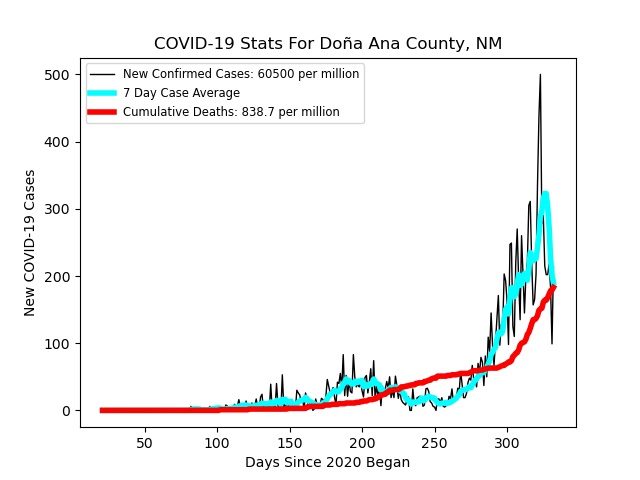 COVID-19 Stats For Doña Ana County, NM
New Confirmed Cases: 60500 per million
7 Day Case Average
Cumulative Deaths: 838.7 per million
New COVID-19 Cases
500
400
300
200
100
0
50
100
150
200
250
300
Days Since 2020 Began